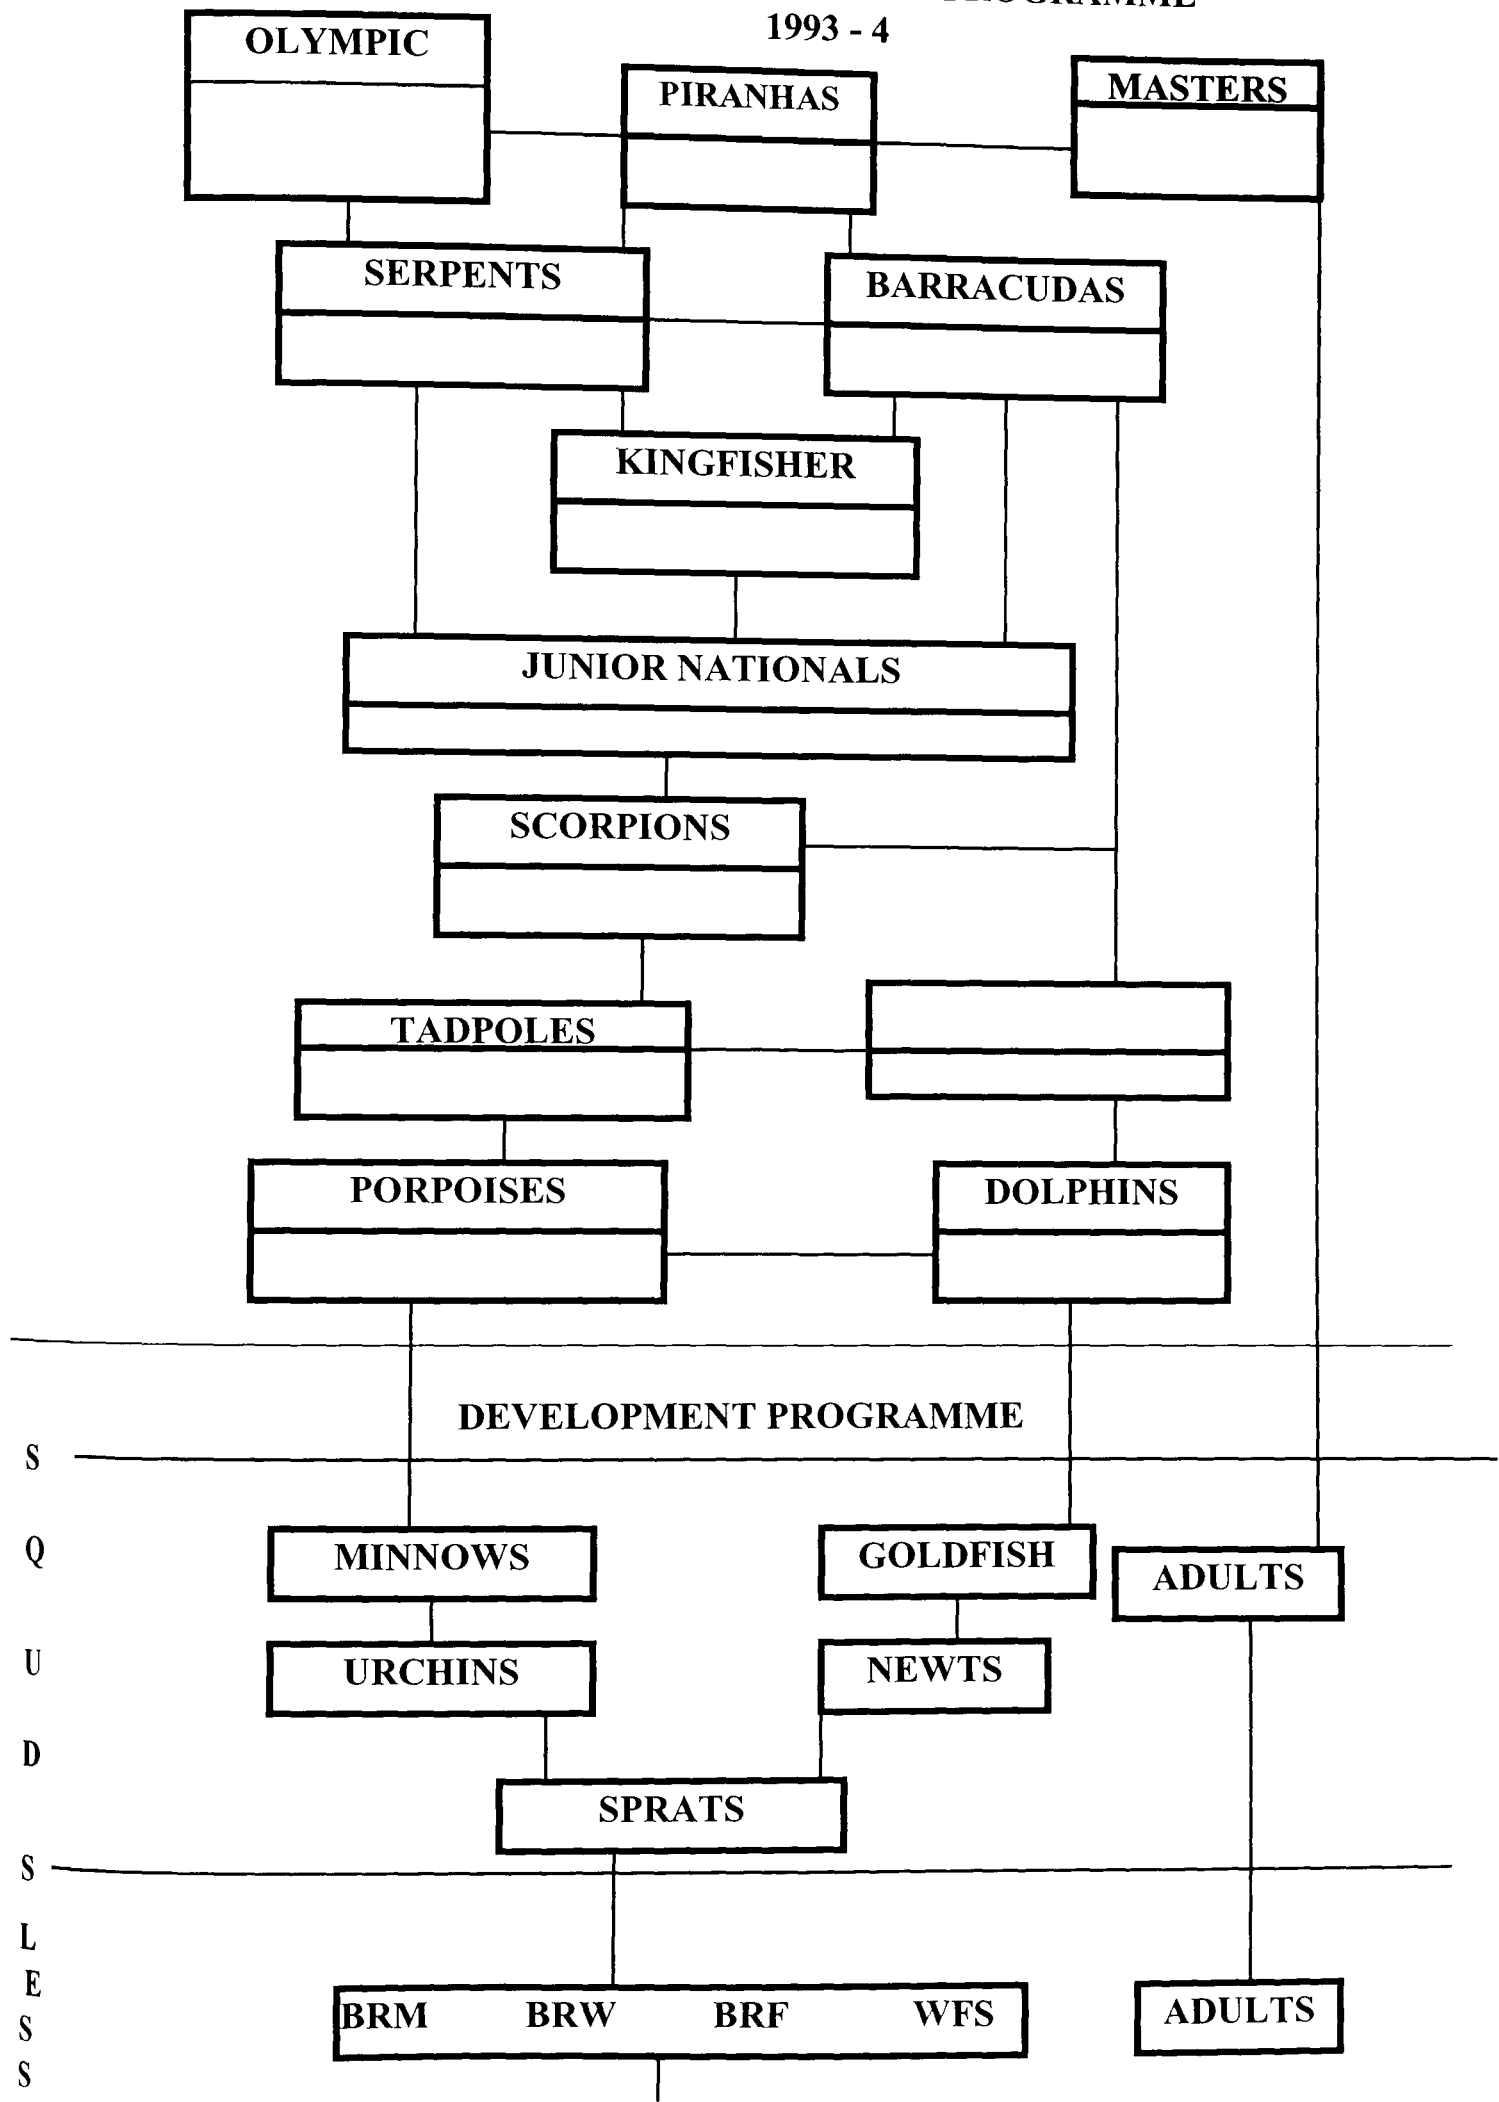 PROGRAMME
1993 - 4
OLYMPIC
PIRANHAS
MASTERS
SERPENTS
BARRACUDAS
KINGFISHER
JUNIOR NATIONALS
SCORPIONS
TADPOLES
PORPOISES
DOLPHINS
DEVELOPMENT PROGRAMME
S
Q
U
D
S
MINNOWS
GOLDFISH
ADULTS
URCHINS
NEWTS
SPRATS
L
E
S
S
BRM BRW BRF WFS
ADULTS